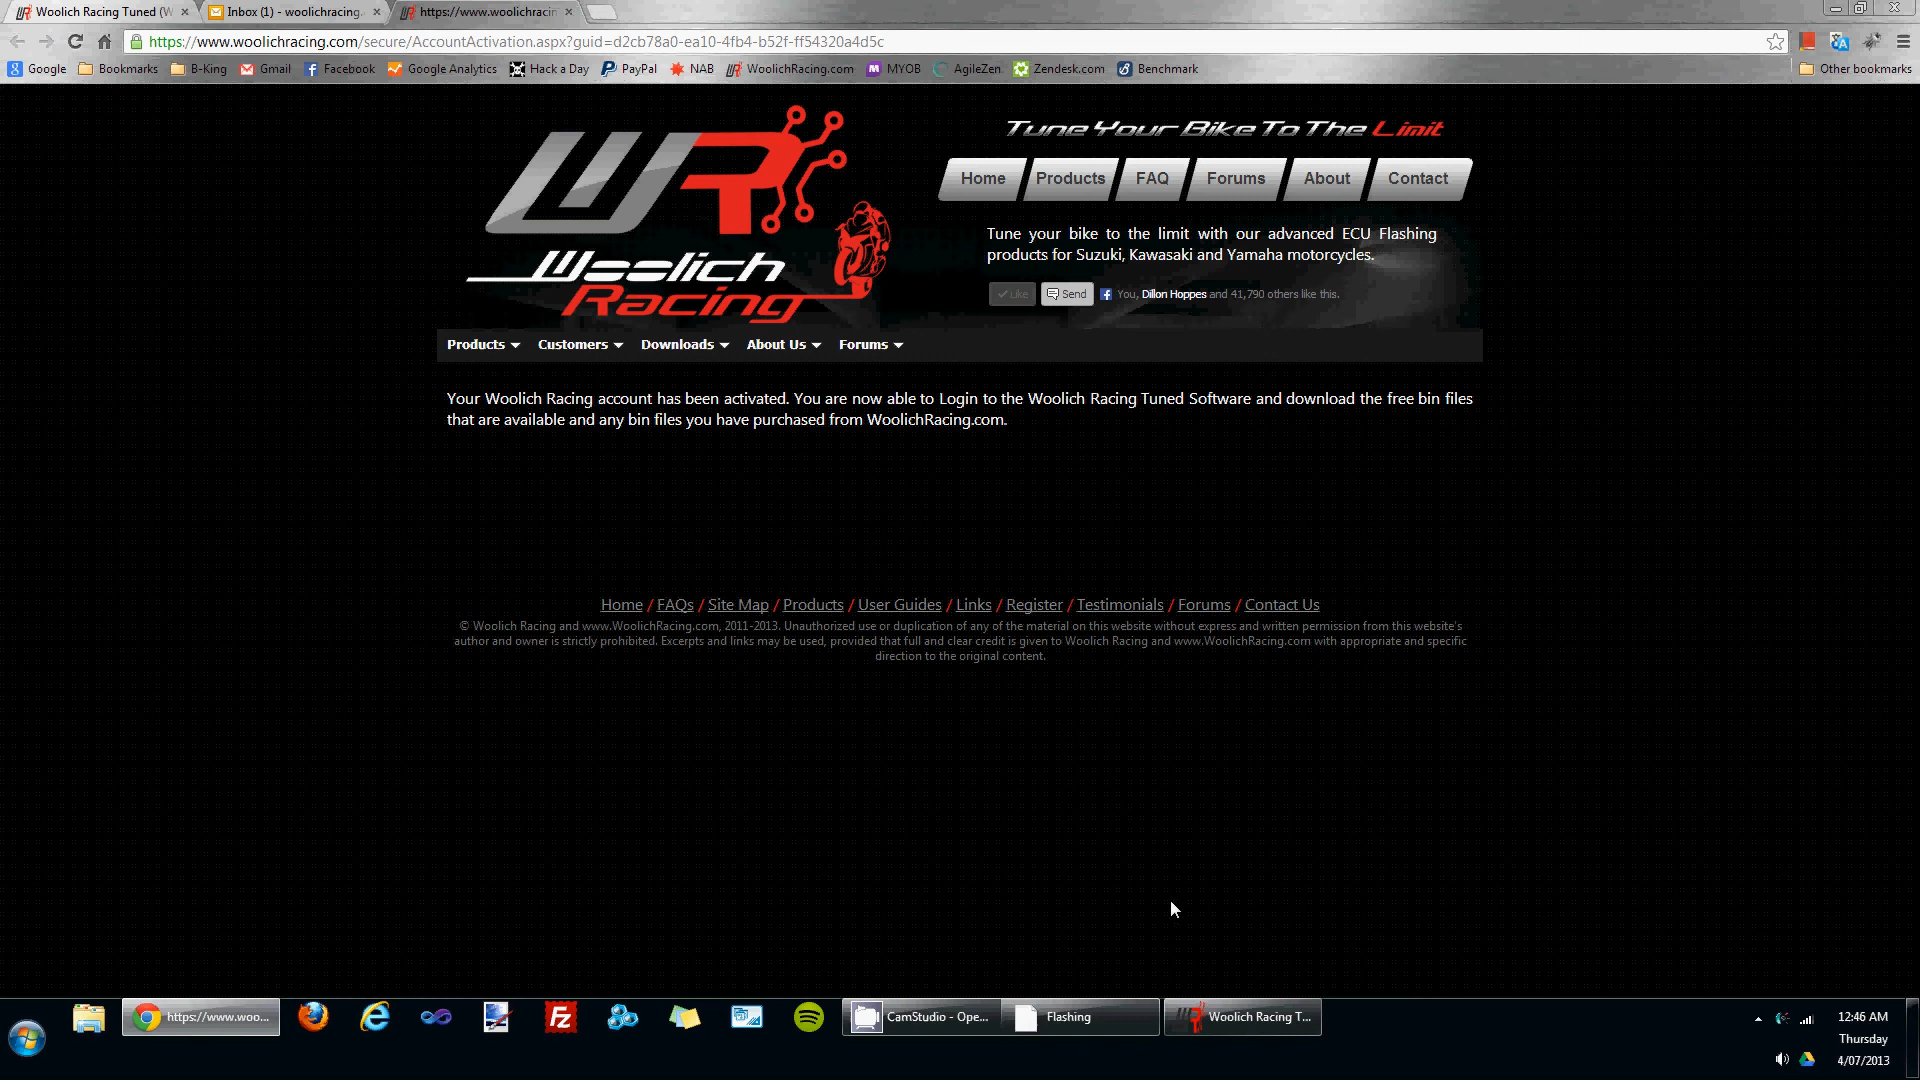 Woolich Racing Tuned (W
Inbox (1) - woolichracing.
https://www.woolichracin
https://www.woolichracing.com/secure/AccountActivation.aspx?guid=d2cb78a0-ea10-4fb4-b52f-ff54320a4d5c
Google Bookmarks B-King Gmail Facebook Google Analytics Hack a Day PayPal NAB WoolichRacing.com MYOB AgileZen Zendesk.com Benchmark Other bookmarks
WR
Woolich
Racing
Tune Your Bike To The Limit
Home Products FAQ Forums About Contact
Tune your bike to the limit with our advanced ECU Flashing
products for Suzuki, Kawasaki and Yamaha motorcycles.
Like Send You, Dillon Hoppes and 41,790 others like this.
Products Customers Downloads About Us Forums
Your Woolich Racing account has been activated. You are now able to Login to the Woolich Racing Tuned Software and download the free bin files
that are available and any bin files you have purchased from WoolichRacing.com.
Home / FAQs / Site Map / Products / User Guides / Links / Register / Testimonials / Forums / Contact Us
© Woolich Racing and www.WoolichRacing.com, 2011-2013. Unauthorized use or duplication of any of the material on this website without express and written permission from this website's
author and owner is strictly prohibited. Excerpts and links may be used, provided that full and clear credit is given to Woolich Racing and www.WoolichRacing.com with appropriate and specific
direction to the original content.
https://www.woo...
Fz
CamStudio - Ope...
Flashing
Woolich Racing T...
12:46 AM
Thursday
4/07/2013